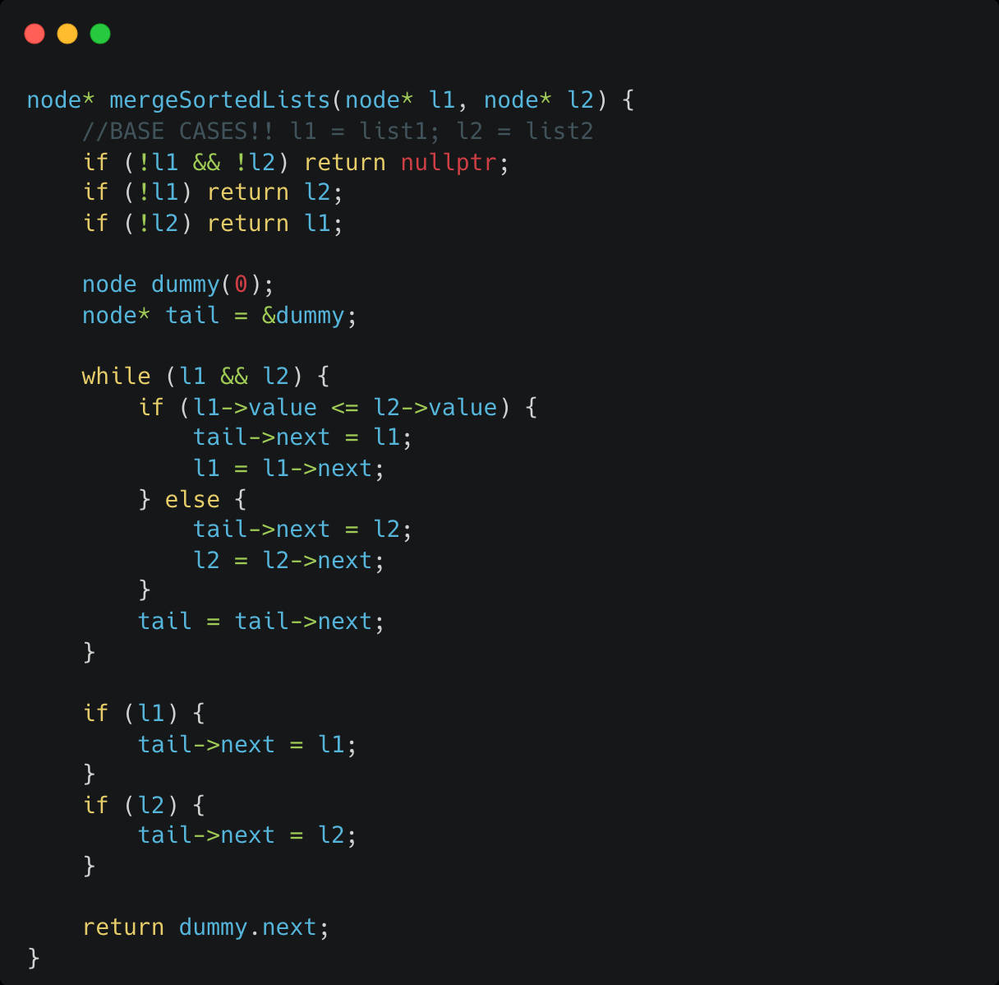 node* mergeSortedLists(node* l1, node* l2) {
    //BASE CASES!! l1 = list1; l2 = list2
    if (!l1 && !l2) return nullptr;
    if (!l1) return l2;
    if (!l2) return l1;

    node dummy(0);
    node* tail = &dummy;

    while (l1 && l2) {
        if (l1->value <= l2->value) {
            tail->next = l1;
            l1 = l1->next;
        } else {
            tail->next = l2;
            l2 = l2->next;
        }
        tail = tail->next;
    }

    if (l1) {
        tail->next = l1;
    }
    if (l2) {
        tail->next = l2;
    }

    return dummy.next;
}